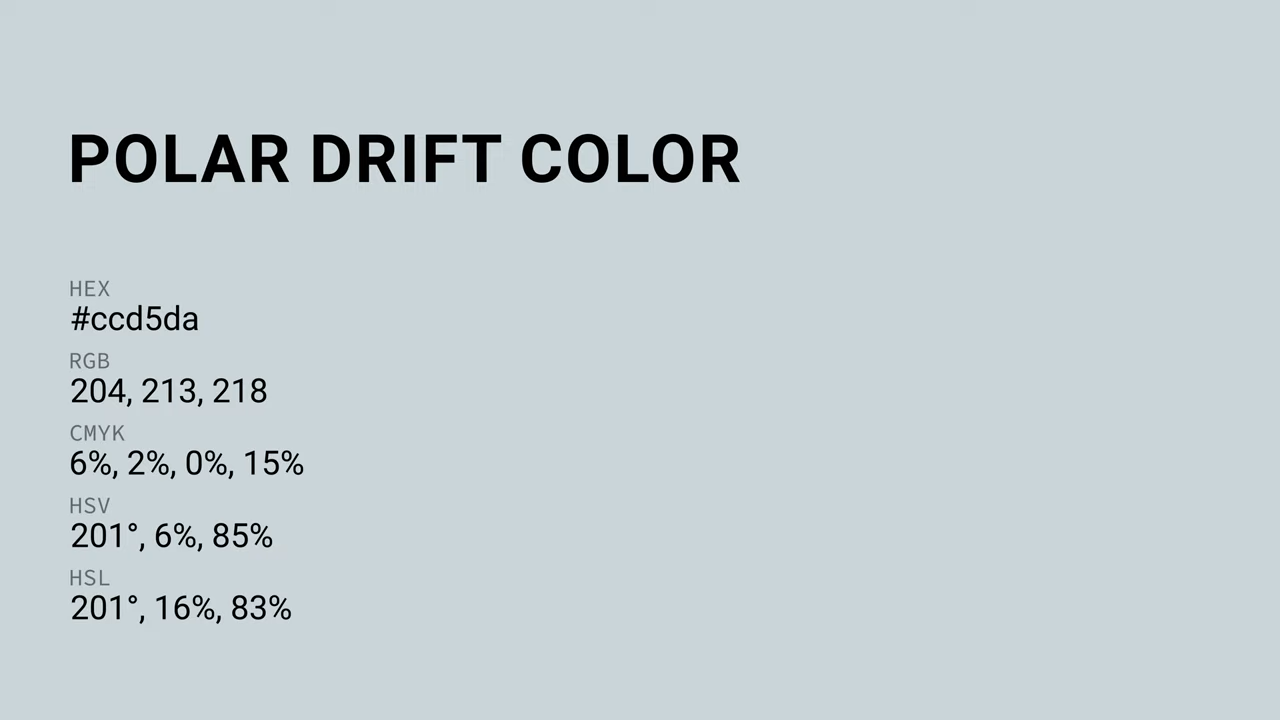 POLAR DRIFT COLOR
HEX
#ccd5da
RGB
204, 213, 218
CMYK
6%, 2%, 0%, 15%
HSV
201°, 6%, 85%
HSL
201°, 16%, 83%